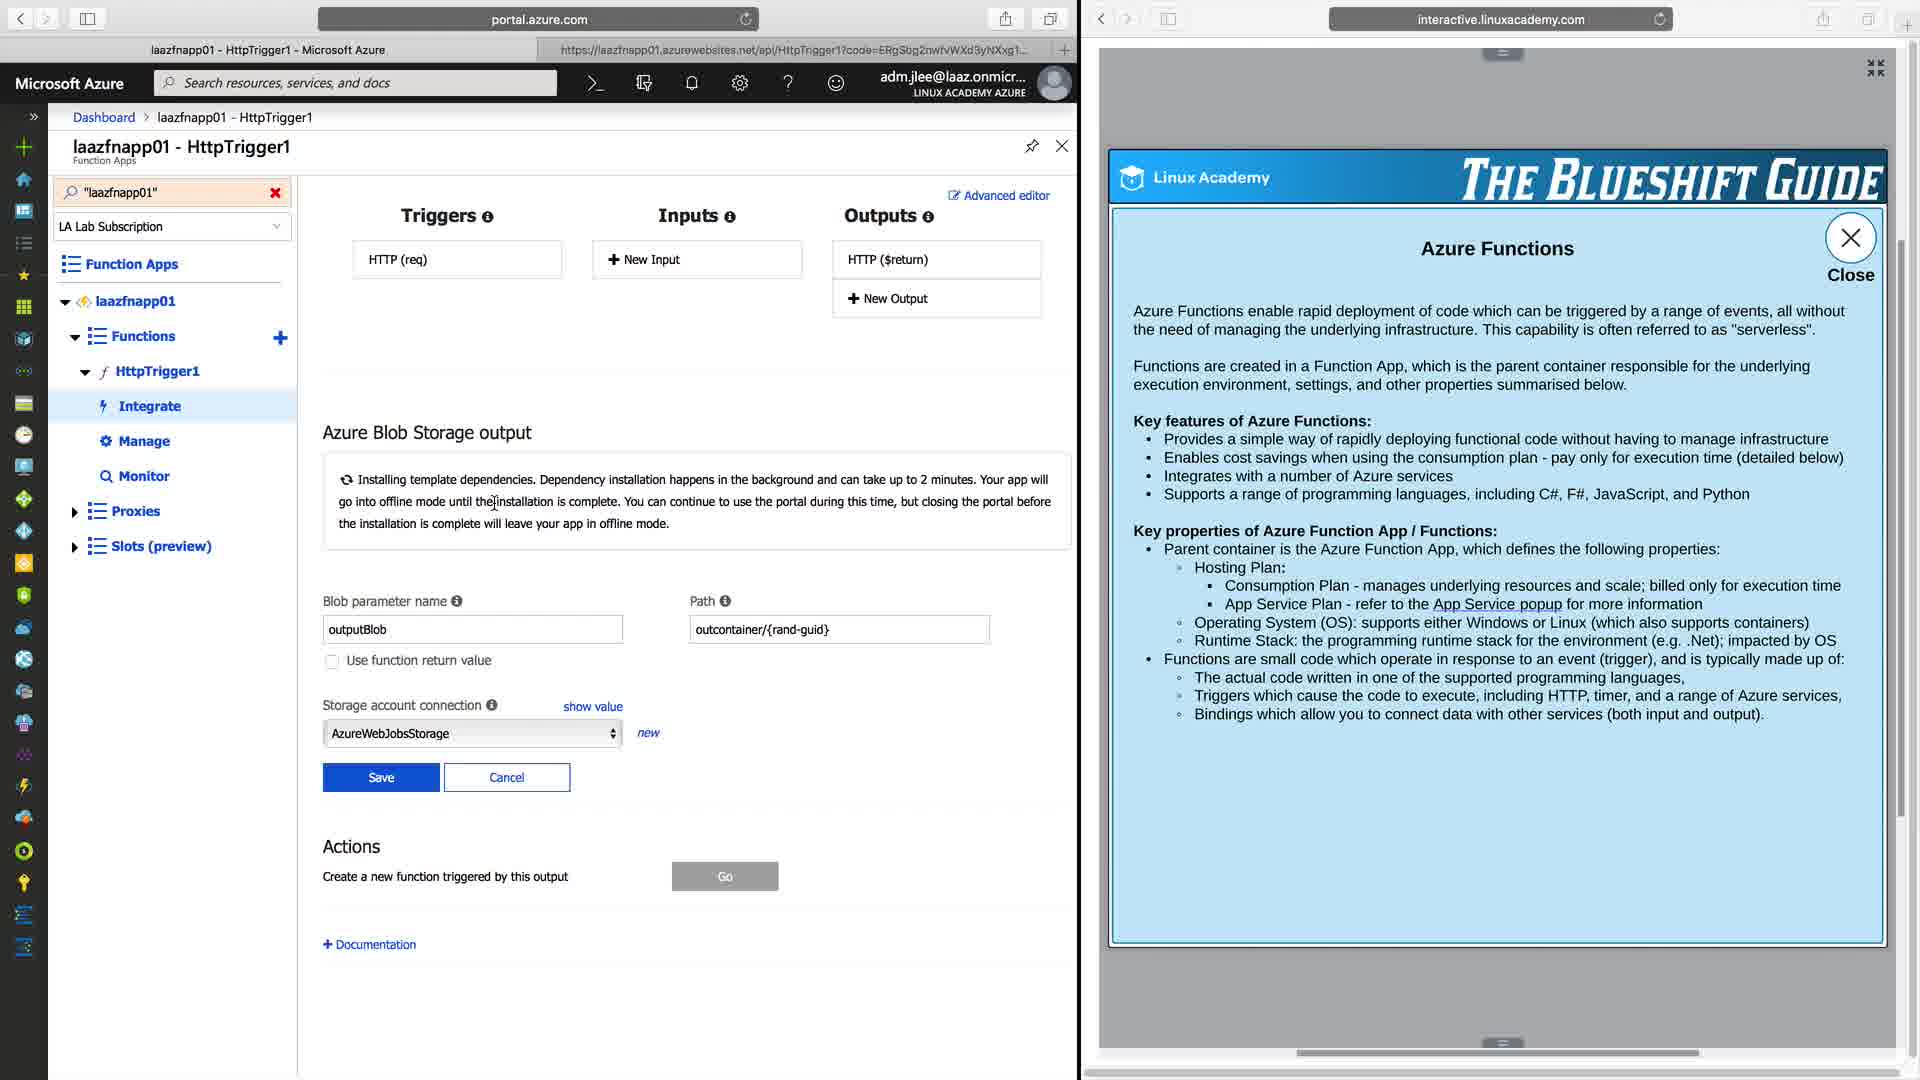 portal.azure.com
laazfnapp01 - HttpTrigger1 - Microsoft Azure
Microsoft Azure
Search resources, services, and docs
adm.jlee@laaz.onmicr...
LINUX ACADEMY AZURE
Dashboard > laazfnapp01 - HttpTrigger1
laazfnapp01 - HttpTrigger1
Function Apps
"laazfnapp01"
LA Lab Subscription
Function Apps
laazfnapp01
Functions
HttpTrigger1
Integrate
Manage
Monitor
Proxies
Slots (preview)
Advanced editor
Triggers
Inputs
Outputs
HTTP (req)
New Input
HTTP ($return)
New Output
Azure Blob Storage output
Installing template dependencies. Dependency installation happens in the background and can take up to 2 minutes. Your app will
go into offline mode until the installation is complete. You can continue to use the portal during this time, but closing the portal before
the installation is complete will leave your app in offline mode.
Blob parameter name
Path
outputBlob
outcontainer/{rand-guid}
Use function return value
Storage account connection
show value
AzureWebJobsStorage
new
Save
Cancel
Actions
Create a new function triggered by this output
Go
Documentation
interactive.linuxacademy.com
Linux Academy
THE BLUESHIFT GUIDE
Azure Functions
Close
Azure Functions enable rapid deployment of code which can be triggered by a range of events, all without
the need of managing the underlying infrastructure. This capability is often referred to as "serverless".
Functions are created in a Function App, which is the parent container responsible for the underlying
execution environment, settings, and other properties summarised below.
Key features of Azure Functions:
• Provides a simple way of rapidly deploying functional code without having to manage infrastructure
• Enables cost savings when using the consumption plan - pay only for execution time (detailed below)
• Integrates with a number of Azure services
• Supports a range of programming languages, including C#, F#, JavaScript, and Python
Key properties of Azure Function App / Functions:
• Parent container is the Azure Function App, which defines the following properties:
◦ Hosting Plan:
▪ Consumption Plan - manages underlying resources and scale; billed only for execution time
▪ App Service Plan - refer to the App Service popup for more information
◦ Operating System (OS): supports either Windows or Linux (which also supports containers)
◦ Runtime Stack: the programming runtime stack for the environment (e.g. .Net); impacted by OS
• Functions are small code which operate in response to an event (trigger), and is typically made up of:
◦ The actual code written in one of the supported programming languages,
◦ Triggers which cause the code to execute, including HTTP, timer, and a range of Azure services,
◦ Bindings which allow you to connect data with other services (both input and output).